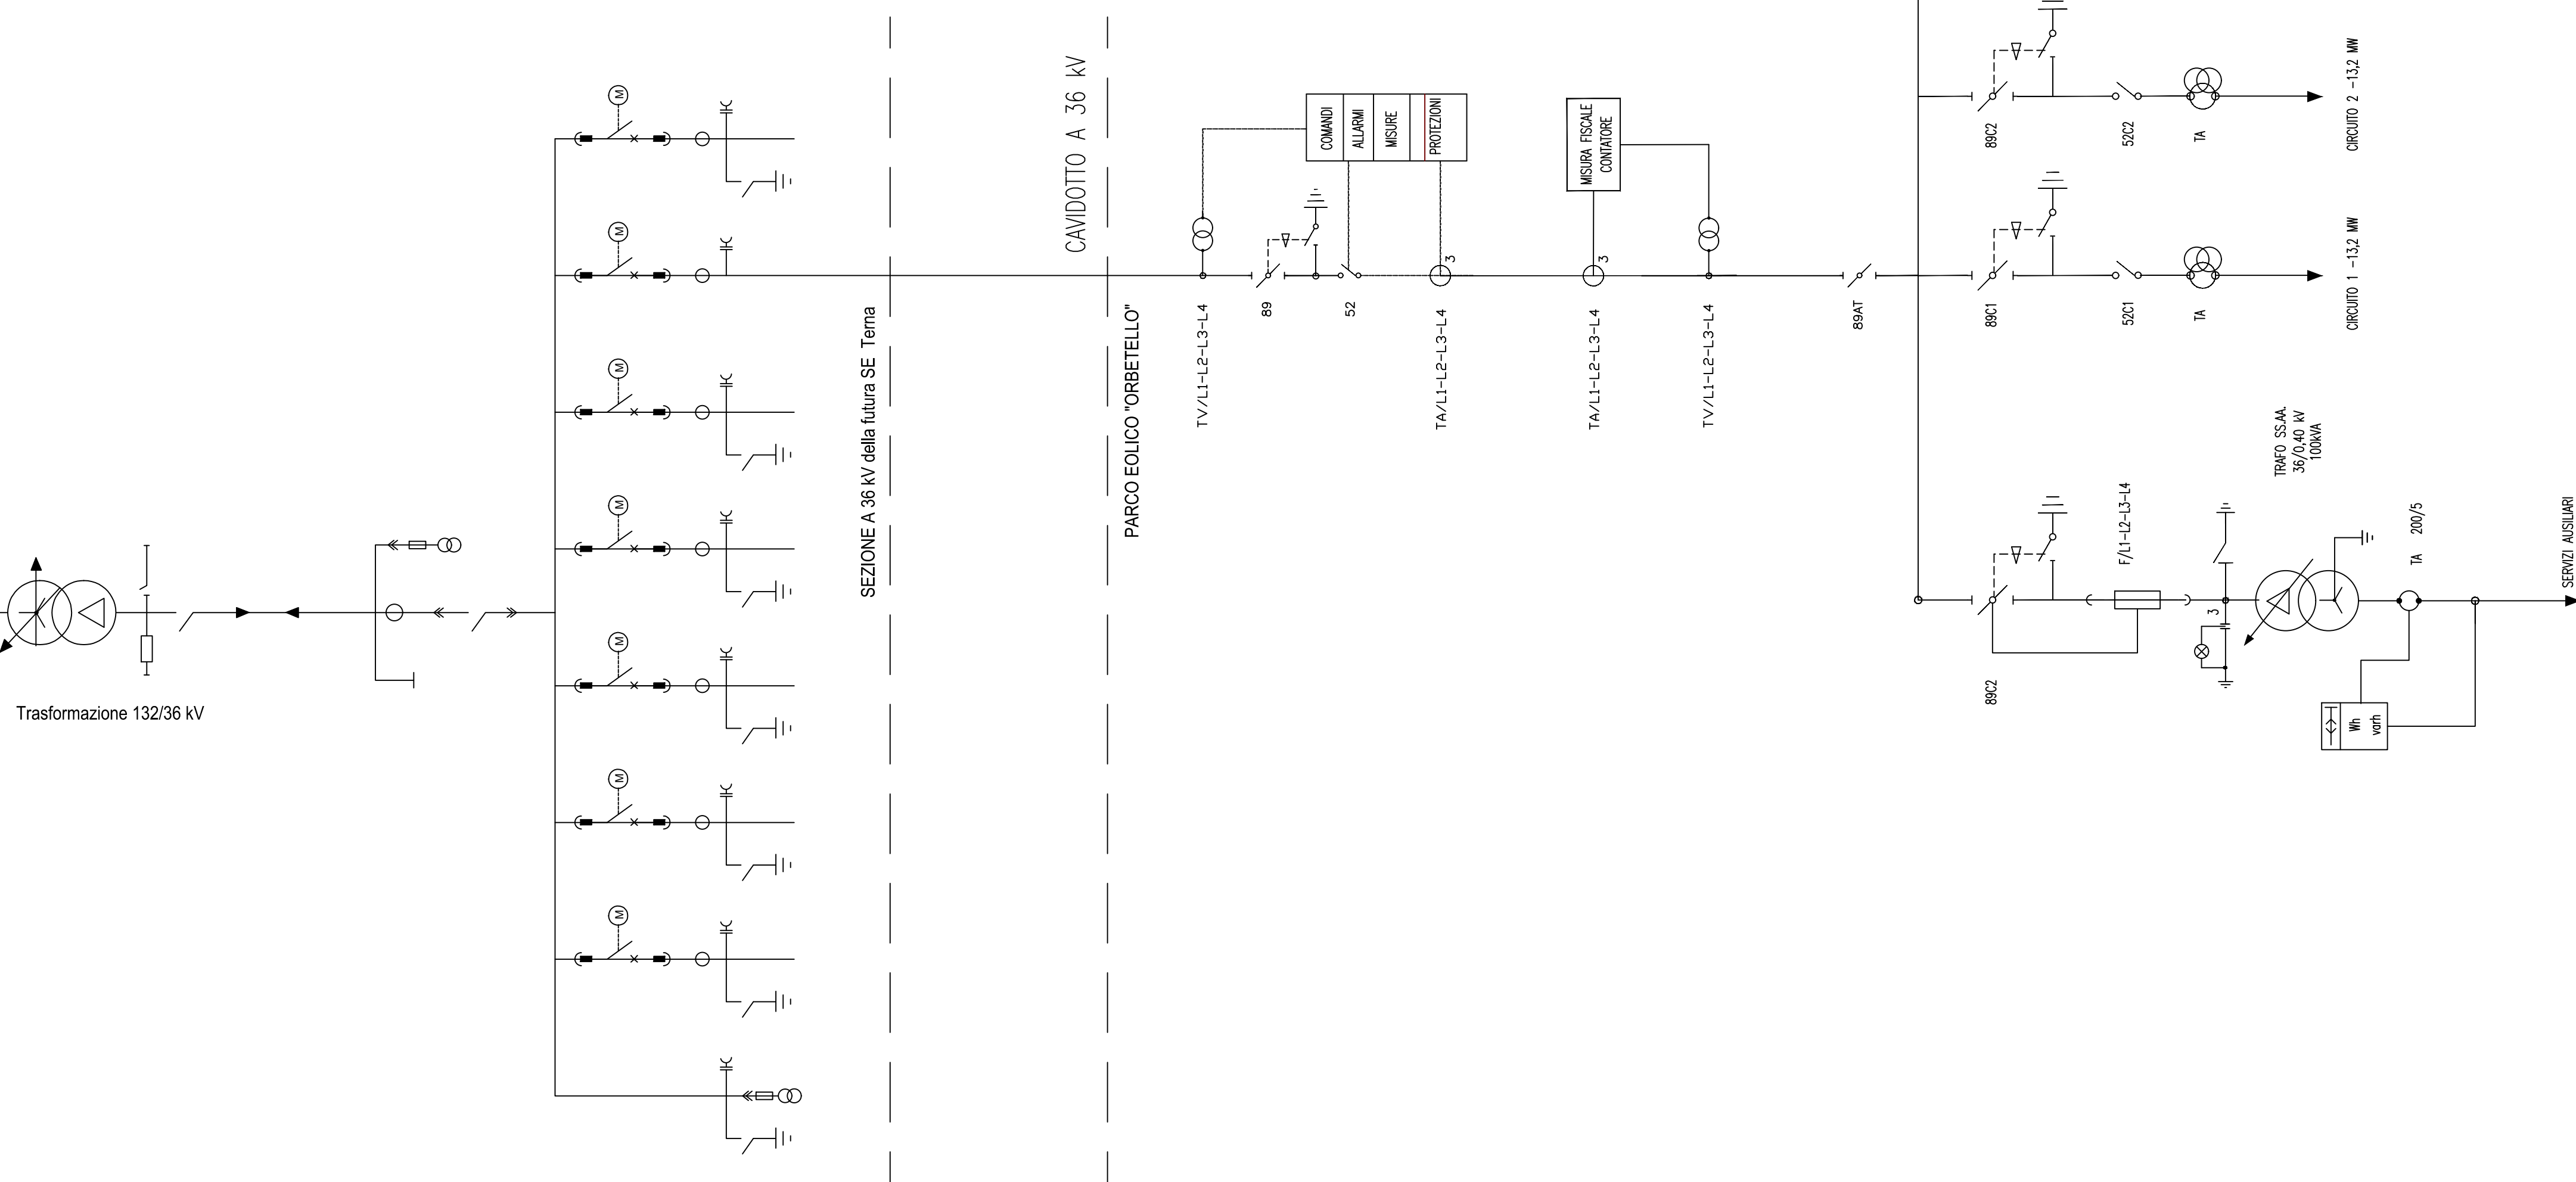 Trasformazione 132/36 kV
M
M
M
M
M
M
M
SEZIONE A 36 kV della futura SE Terna
CAVIDOTTO A 36 kV
PARCO EOLICO "ORBETELLO"
TV/L1-L2-L3-L4
89
52
COMANDI
ALLARMI
MISURE
PROTEZIONI
3
TA/L1-L2-L3-L4
MISURA FISCALE
CONTATORE
3
TA/L1-L2-L3-L4
TV/L1-L2-L3-L4
89AT
89C2
52C2
TA
CIRCUITO 2 -13,2 MW
89C1
52C1
TA
CIRCUITO 1 -13,2 MW
89C2
F/L1-L2-L3-L4
3
TRAFO SS.AA.
36/0,40 kV
100kVA
TA 200/5
Wh
varh
SERVIZI AUSILIARI